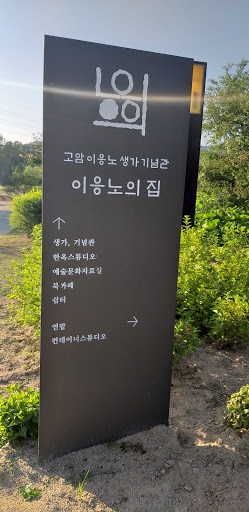 고암 이응노 생가 기념관
이응노의 집
↑
생가, 기념관
한옥스튜디오
예술문화자료실
북카페
쉼터
→
연밭
컨테이너스튜디오